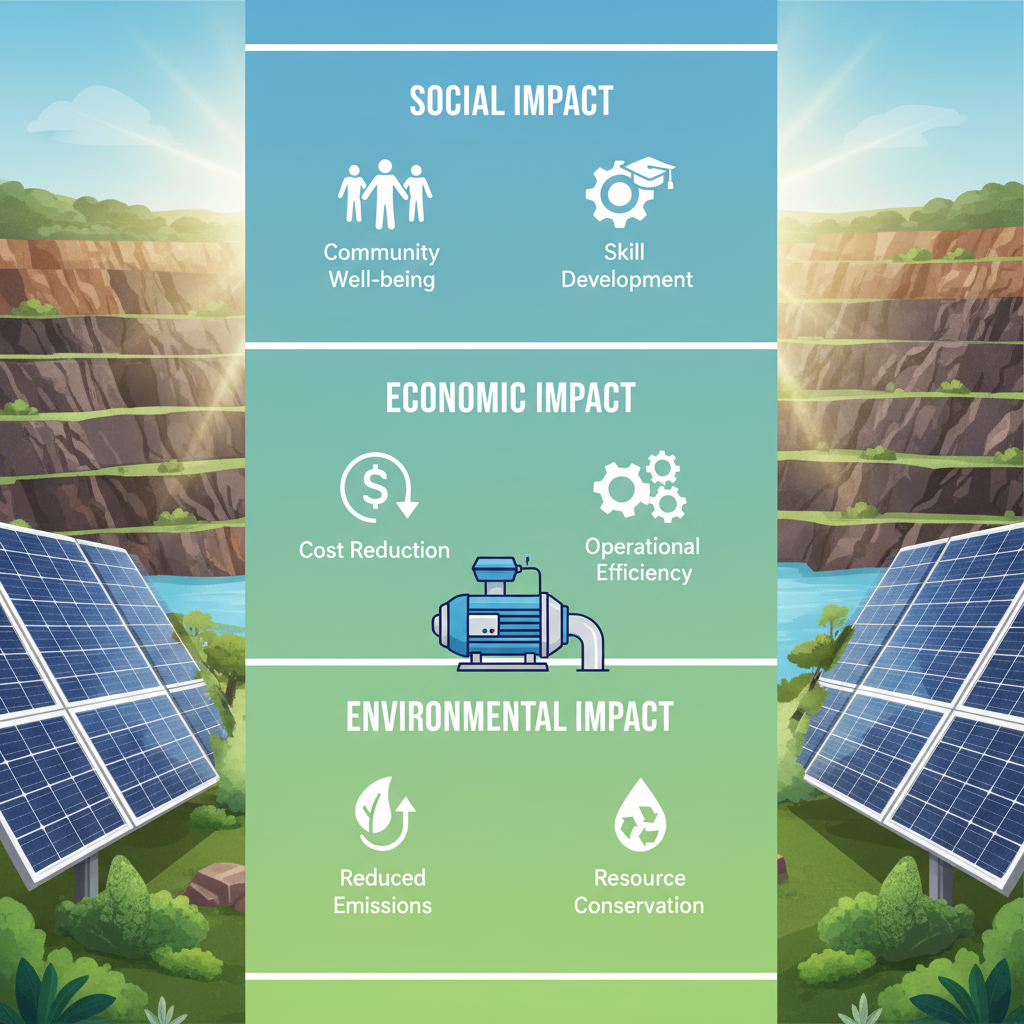 SOCIAL IMPACT
Community
Well-being
Skill
Development
ECONOMIC IMPACT
Cost Reduction
Operational
Efficiency
ENVIRONMENTAL IMPACT
Reduced
Emissions
Resource
Conservation